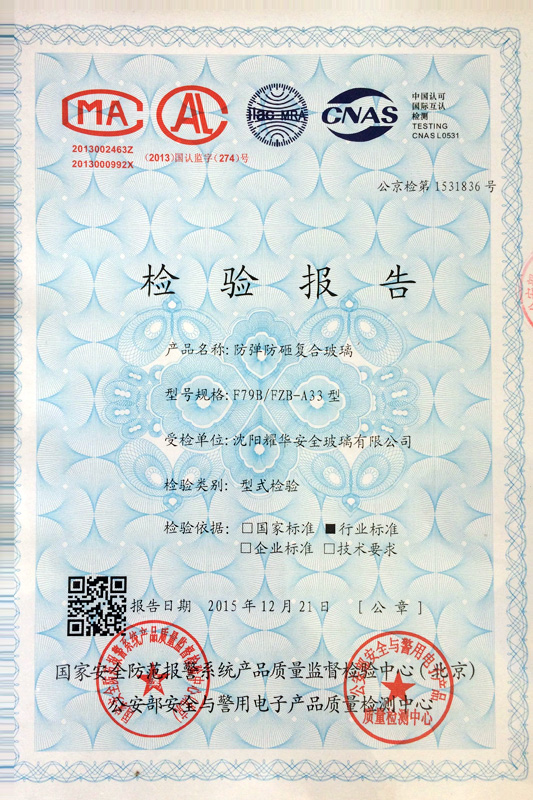 MA
AL
ilac-MRA
CNAS
中国认可
国际互认
检测
TESTING
CNAS L0531
2013002463Z
2013000992X
(2013)国认监字(274)号
公京检第 1531836 号
检验报告
产品名称: 防弹防砸复合玻璃
型号规格: F79B/FZB-A33 型
受检单位: 沈阳耀华安全玻璃有限公司
检验类别: 型式检验
检验依据: □国家标准 ■行业标准
□企业标准 □技术要求
报告日期 2015 年 12 月 21 日 [公章]
国家安全防范报警系统产品质量监督检验中心(北京)
公安部安全与警用电子产品质量检测中心
质量检测中心